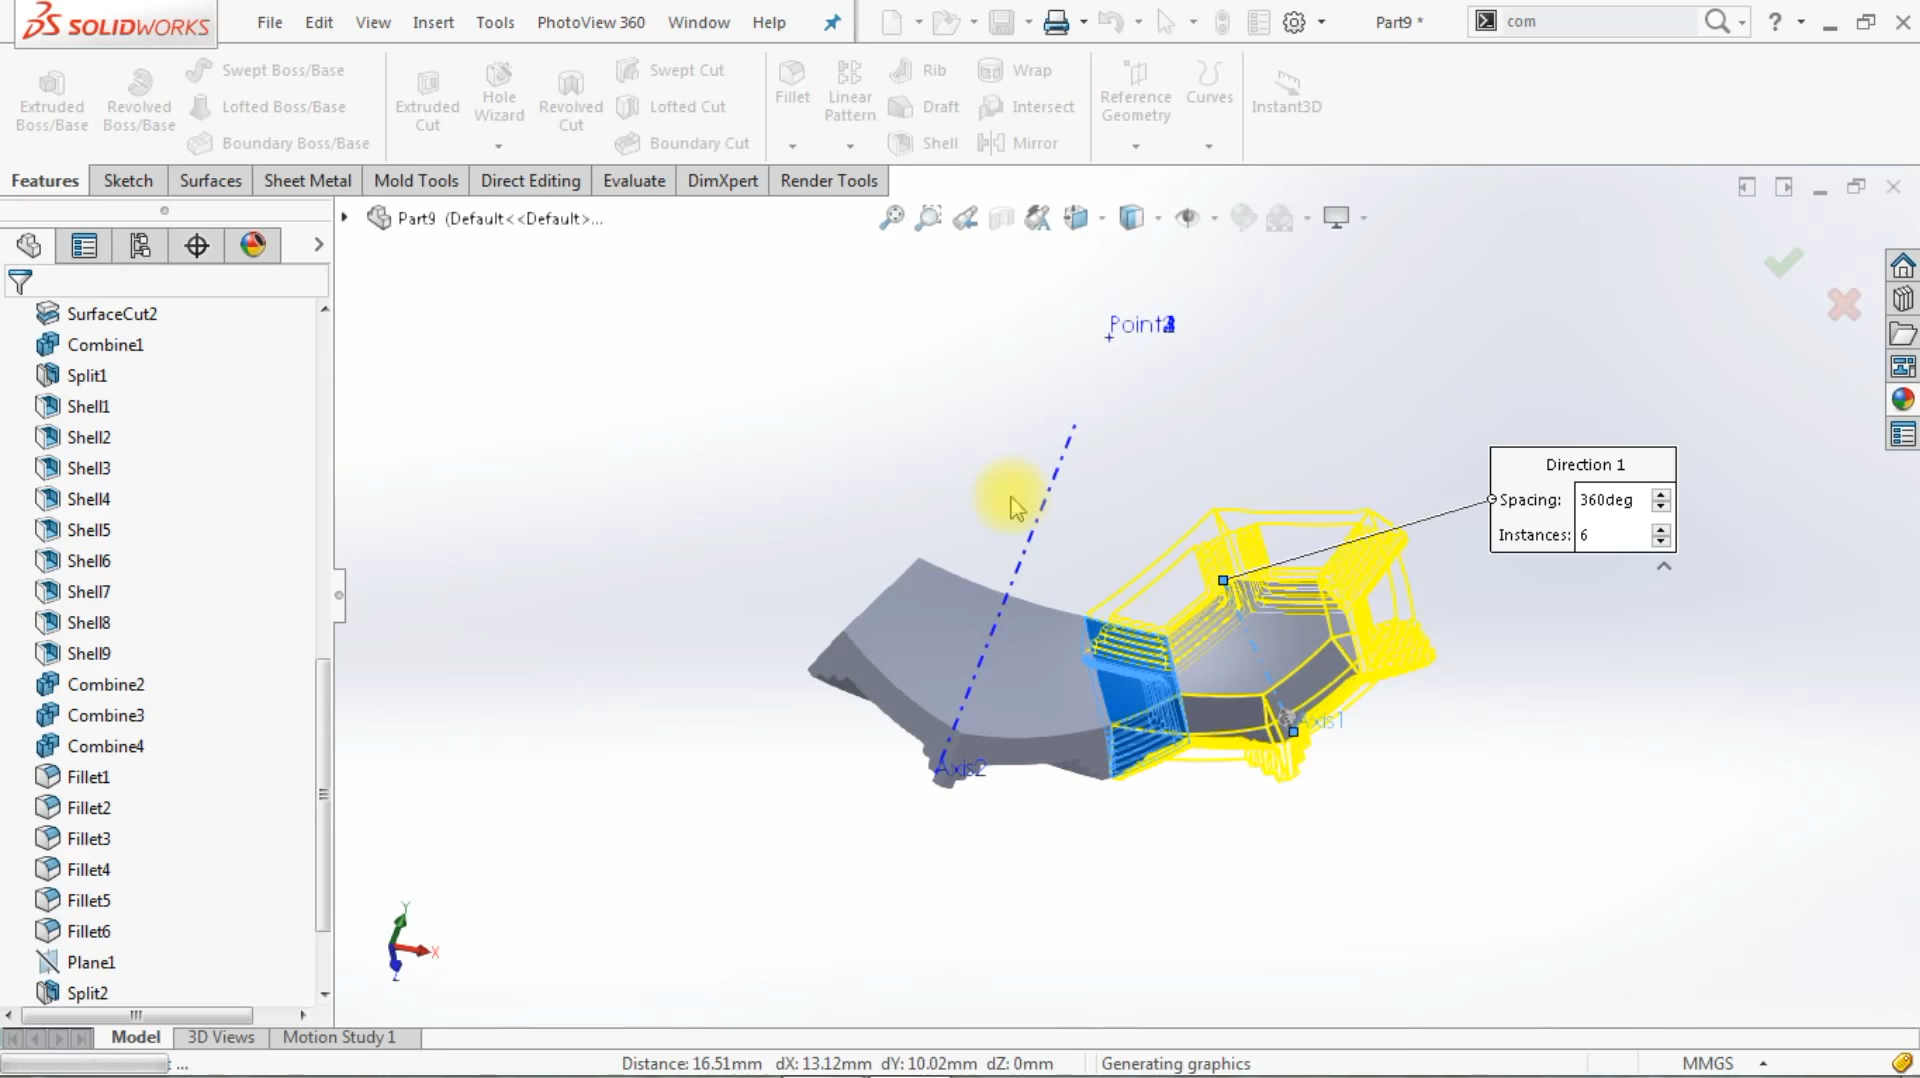 SOLIDWORKS
File Edit View Insert Tools PhotoView 360 Window Help
Part9 *
com
?
Extruded Boss/Base
Revolved Boss/Base
Swept Boss/Base
Lofted Boss/Base
Boundary Boss/Base
Extruded Cut
Hole Wizard
Revolved Cut
Swept Cut
Lofted Cut
Boundary Cut
Fillet
Linear Pattern
Rib
Draft
Shell
Wrap
Intersect
Mirror
Reference Geometry
Curves
Instant3D
Features Sketch Surfaces Sheet Metal Mold Tools Direct Editing Evaluate DimXpert Render Tools
Part9 (Default<<Default>...
SurfaceCut2
Combine1
Split1
Shell1
Shell2
Shell3
Shell4
Shell5
Shell6
Shell7
Shell8
Shell9
Combine2
Combine3
Combine4
Fillet1
Fillet2
Fillet3
Fillet4
Fillet5
Fillet6
Plane1
Split2
Direction 1
Spacing: 360deg
Instances: 6
Axis1
Axis2
Y
X
Z
Model 3D Views Motion Study 1
... Distance: 16.51mm dX: 13.12mm dY: 10.02mm dZ: 0mm Generating graphics MMGS